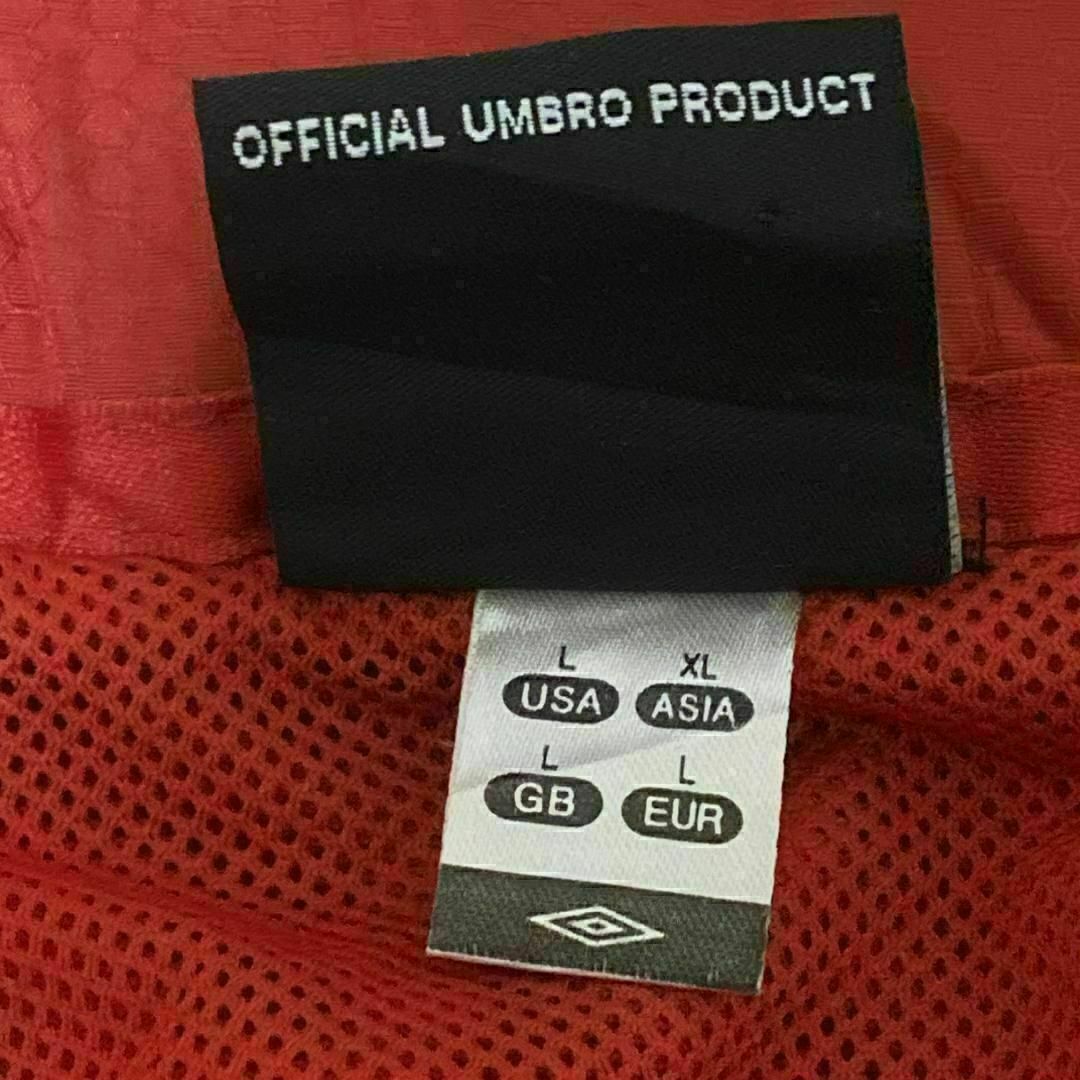 OFFICIAL UMBRO PRODUCT
L XL
USA ASIA
L L
GB EUR